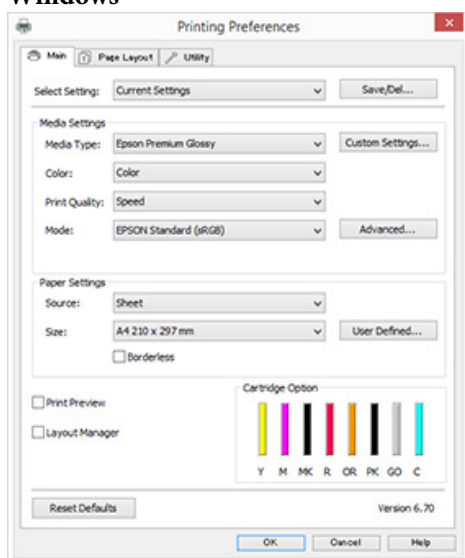 Windows
Printing Preferences
Main Page Layout Utility
Select Setting: Current Settings Save/Del...
Media Settings
Media Type: Epson Premium Glossy Custom Settings...
Color: Color
Print Quality: Speed
Mode: EPSON Standard (sRGB) Advanced...
Paper Settings
Source: Sheet
Size: A4 210 x 297 mm User Defined...
Borderless
Cartridge Option
Print Preview
Layout Manager
Y M MK R OR PK GO C
Reset Defaults Version 6.70
OK Cancel Help